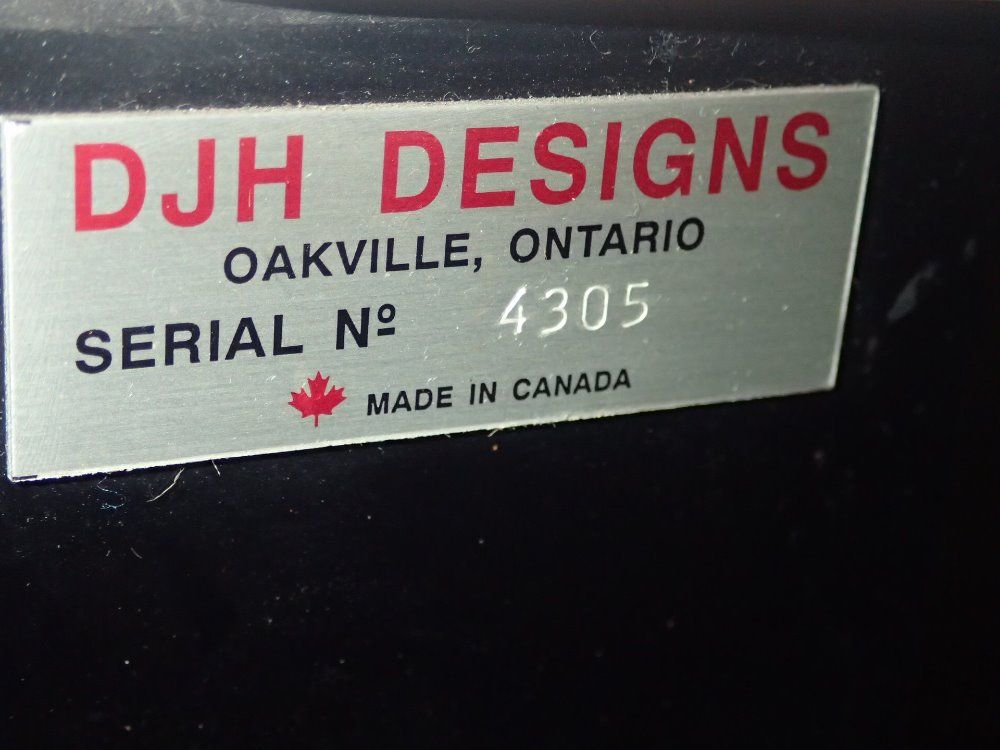 DJH DESIGNS
OAKVILLE, ONTARIO
SERIAL Nº 4305
MADE IN CANADA